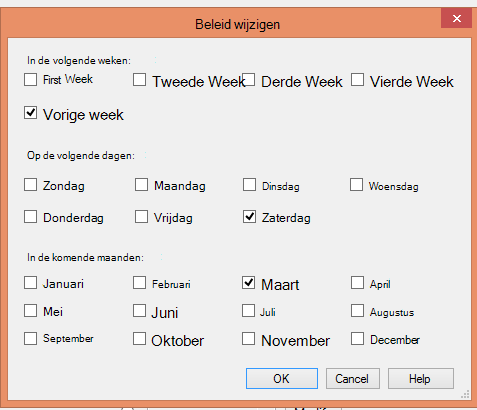 Beleid wijzigen
In de volgende weken:
First Week Tweede Week Derde Week Vierde Week
Vorige week
Op de volgende dagen:
Zondag Maandag Dinsdag Woensdag
Donderdag Vrijdag Zaterdag
In de komende maanden:
Januari Februari Maart April
Mei Juni Juli Augustus
September Oktober November December
OK Cancel Help